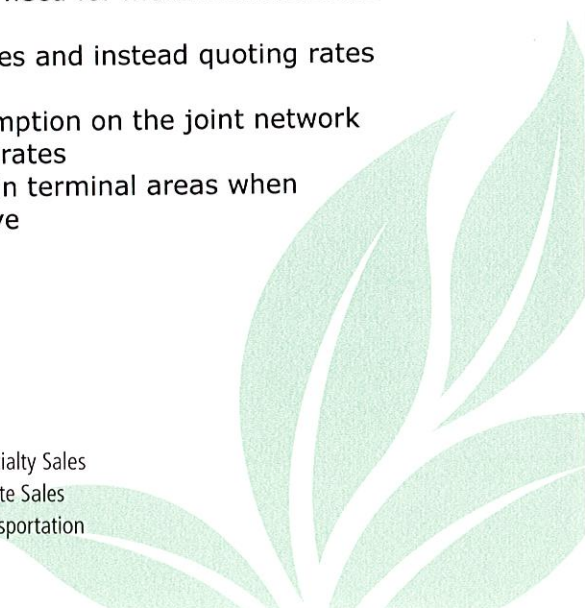 es and instead quoting rates
mption on the joint network
rates
n terminal areas when
ve
ialty Sales
te Sales
sportation